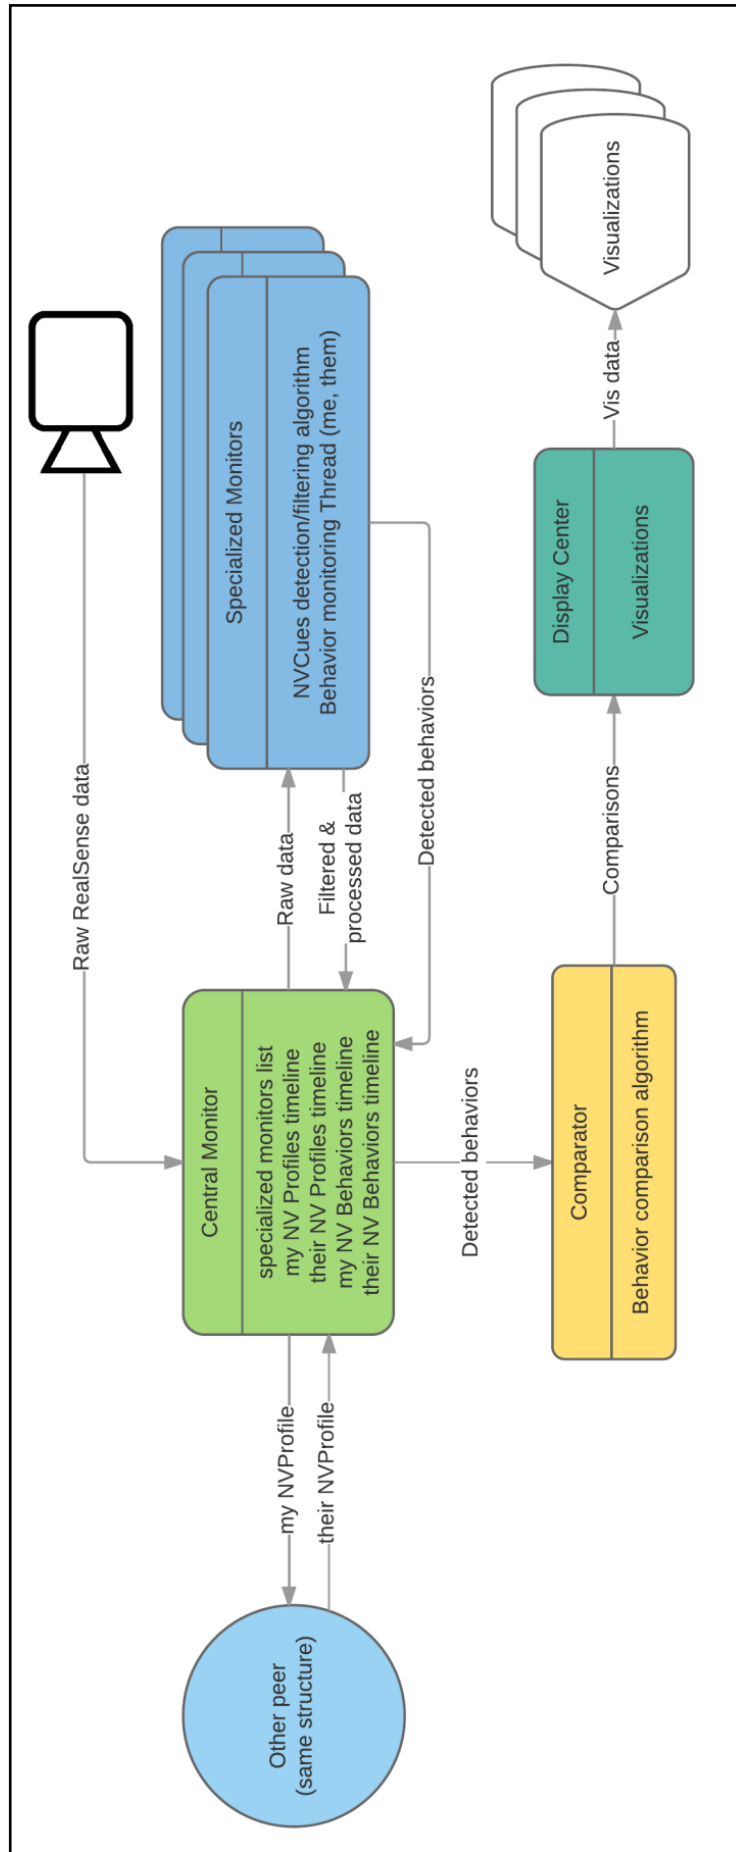 Raw RealSense data
Other peer
(same structure)
my NVProfile
their NVProfile
Central Monitor
specialized monitors list
my NV Profiles timeline
their NV Profiles timeline
my NV Behaviors timeline
their NV Behaviors timeline
Raw data
Filtered &
processed data
Specialized Monitors
NVCues detection/filtering algorithm
Behavior monitoring Thread (me, them)
Detected behaviors
Detected behaviors
Comparator
Behavior comparison algorithm
Comparisons
Display Center
Visualizations
Vis data
Visualizations